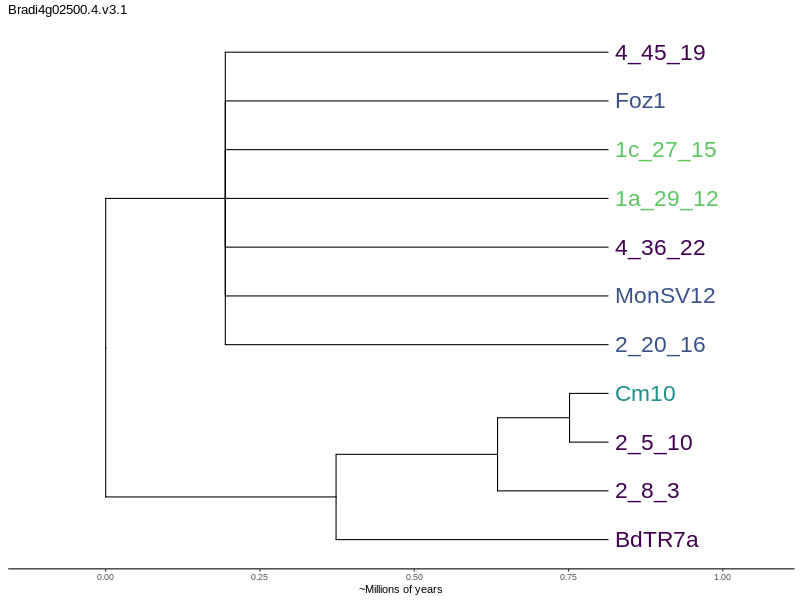 Bradi4g02500.4.v3.1
4_45_19
Foz1
1c_27_15
1a_29_12
4_36_22
MonSV12
2_20_16
Cm10
2_5_10
2_8_3
BdTR7a
0.00 0.25 0.50 0.75 1.00
~Millions of years